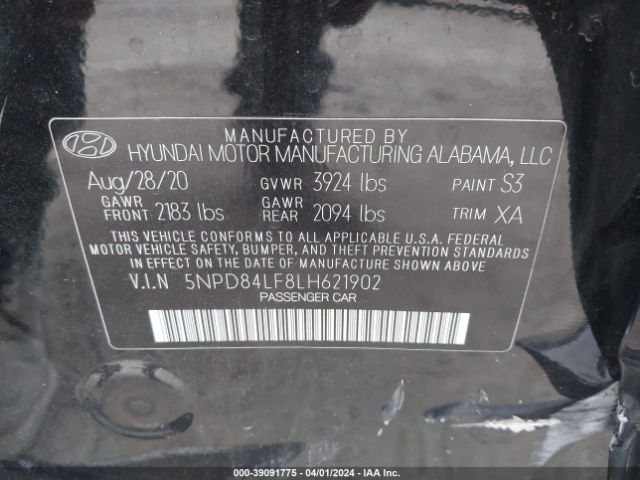 MANUFACTURED BY
HYUNDAI MOTOR MANUFACTURING ALABAMA, LLC
Aug/28/20 GVWR 3924 lbs PAINT S3
GAWR FRONT 2183 lbs GAWR REAR 2094 lbs TRIM XA
THIS VEHICLE CONFORMS TO ALL APPLICABLE U.S.A. FEDERAL
MOTOR VEHICLE SAFETY, BUMPER, AND THEFT PREVENTION STANDARDS
IN EFFECT ON THE DATE OF MANUFACTURE SHOWN ABOVE.
V.I.N 5NPD84LF8LH621902
PASSENGER CAR
000-39091775 - 04/01/2024 - IAA Inc.